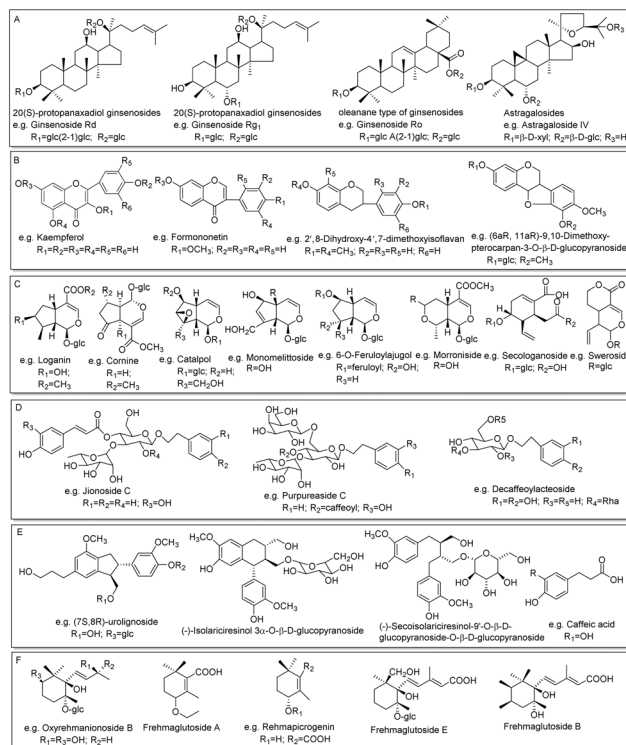 A
20(S)-protopanaxadiol ginsenosides
e.g. Ginsenoside Rd
R₁=glc(2-1)glc; R₂=glc
20(S)-protopanaxadiol ginsenosides
e.g. Ginsenoside Rg₁
R₁=glc; R₂=glc
oleanane type of ginsenosides
e.g. Ginsenoside Ro
R₁=glc A(2-1)glc; R₂=glc
Astragalosides
e.g. Astragaloside IV
R₁=β-D-xyl; R₂=β-D-glc; R₃=H
B
e.g. Kaempferol
R₁=R₂=R₃=R₄=R₅=R₆=H
e.g. Formononetin
R₁=OCH₃; R₂=R₃=R₄=R₅=H
e.g. 2′,8-Dihydroxy-4′,7-dimethoxyisoflavan
R₁=R₄=CH₃; R₂=R₃=R₅=OH; R₆=H
e.g. (6aR, 11aR)-9,10-Dimethoxy-
pterocarpan-3-O-β-D-glucopyranoside
R₁=glc; R₂=CH₃
C
e.g. Loganin
R₁=OH;
R₂=CH₃
e.g. Cornine
R₁=H;
R₂=CH₃
e.g. Catalpol
R₁=glc; R₂=H;
R₃=CH₂OH
e.g. Monomelittoside
R=OH
e.g. 6-O-Feruloylajugol
R₁=feruloyl; R₂=OH;
R₃=H
e.g. Morroniside
R=OH
e.g. Secologanoside
R₁=glc; R₂=OH
e.g. Sweroside
R=glc
D
e.g. Jionoside C
R₁=R₂=R₄=H; R₃=OH
e.g. Purpureaside C
R₁=H; R₂=caffeoyl; R₃=OH
e.g. Decaffeoylacteoside
R₁=R₂=OH; R₃=R₅=H; R₄=Rha
E
e.g. (7S,8R)-urolignoside
R₁=OH; R₂=glc
(-)-Isolariciresinol 3α-O-β-D-glucopyranoside
(-)-Secoisolariciresinol-9'-O-β-D-
glucopyranoside-O-β-D-glucopyranoside
e.g. Caffeic acid
R₁=OH
F
e.g. Oxyrehmanionoside B
R₁=R₃=OH; R₂=H
Frehmaglutoside A
e.g. Rehmapicrogenin
R₁=H; R₂=COOH
Frehmaglutoside E
Frehmaglutoside B